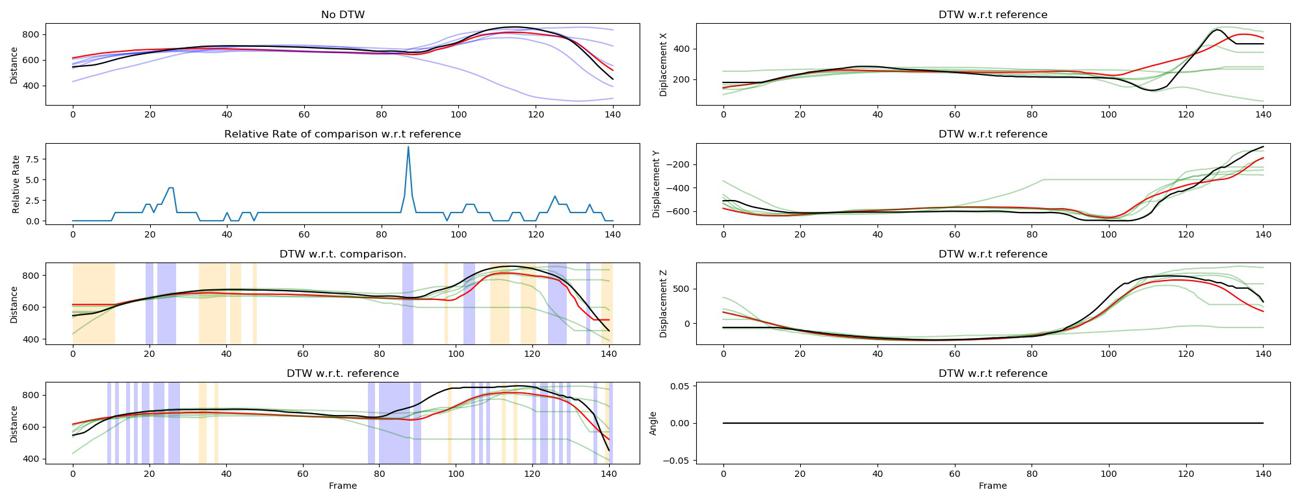 No DTW
Distance
800
600
400
0 20 40 60 80 100 120 140
Relative Rate of comparison w.r.t reference
Relative Rate
7.5
5.0
2.5
0.0
0 20 40 60 80 100 120 140
DTW w.r.t. comparison.
Distance
800
600
400
0 20 40 60 80 100 120 140
DTW w.r.t. reference
Distance
800
600
400
0 20 40 60 80 100 120 140
Frame
DTW w.r.t reference
Diplacement X
400
200
0 20 40 60 80 100 120 140
DTW w.r.t reference
Displacement Y
−200
−400
−600
0 20 40 60 80 100 120 140
DTW w.r.t reference
Displacement Z
500
0
0 20 40 60 80 100 120 140
DTW w.r.t reference
Angle
0.05
0.00
−0.05
0 20 40 60 80 100 120 140
Frame